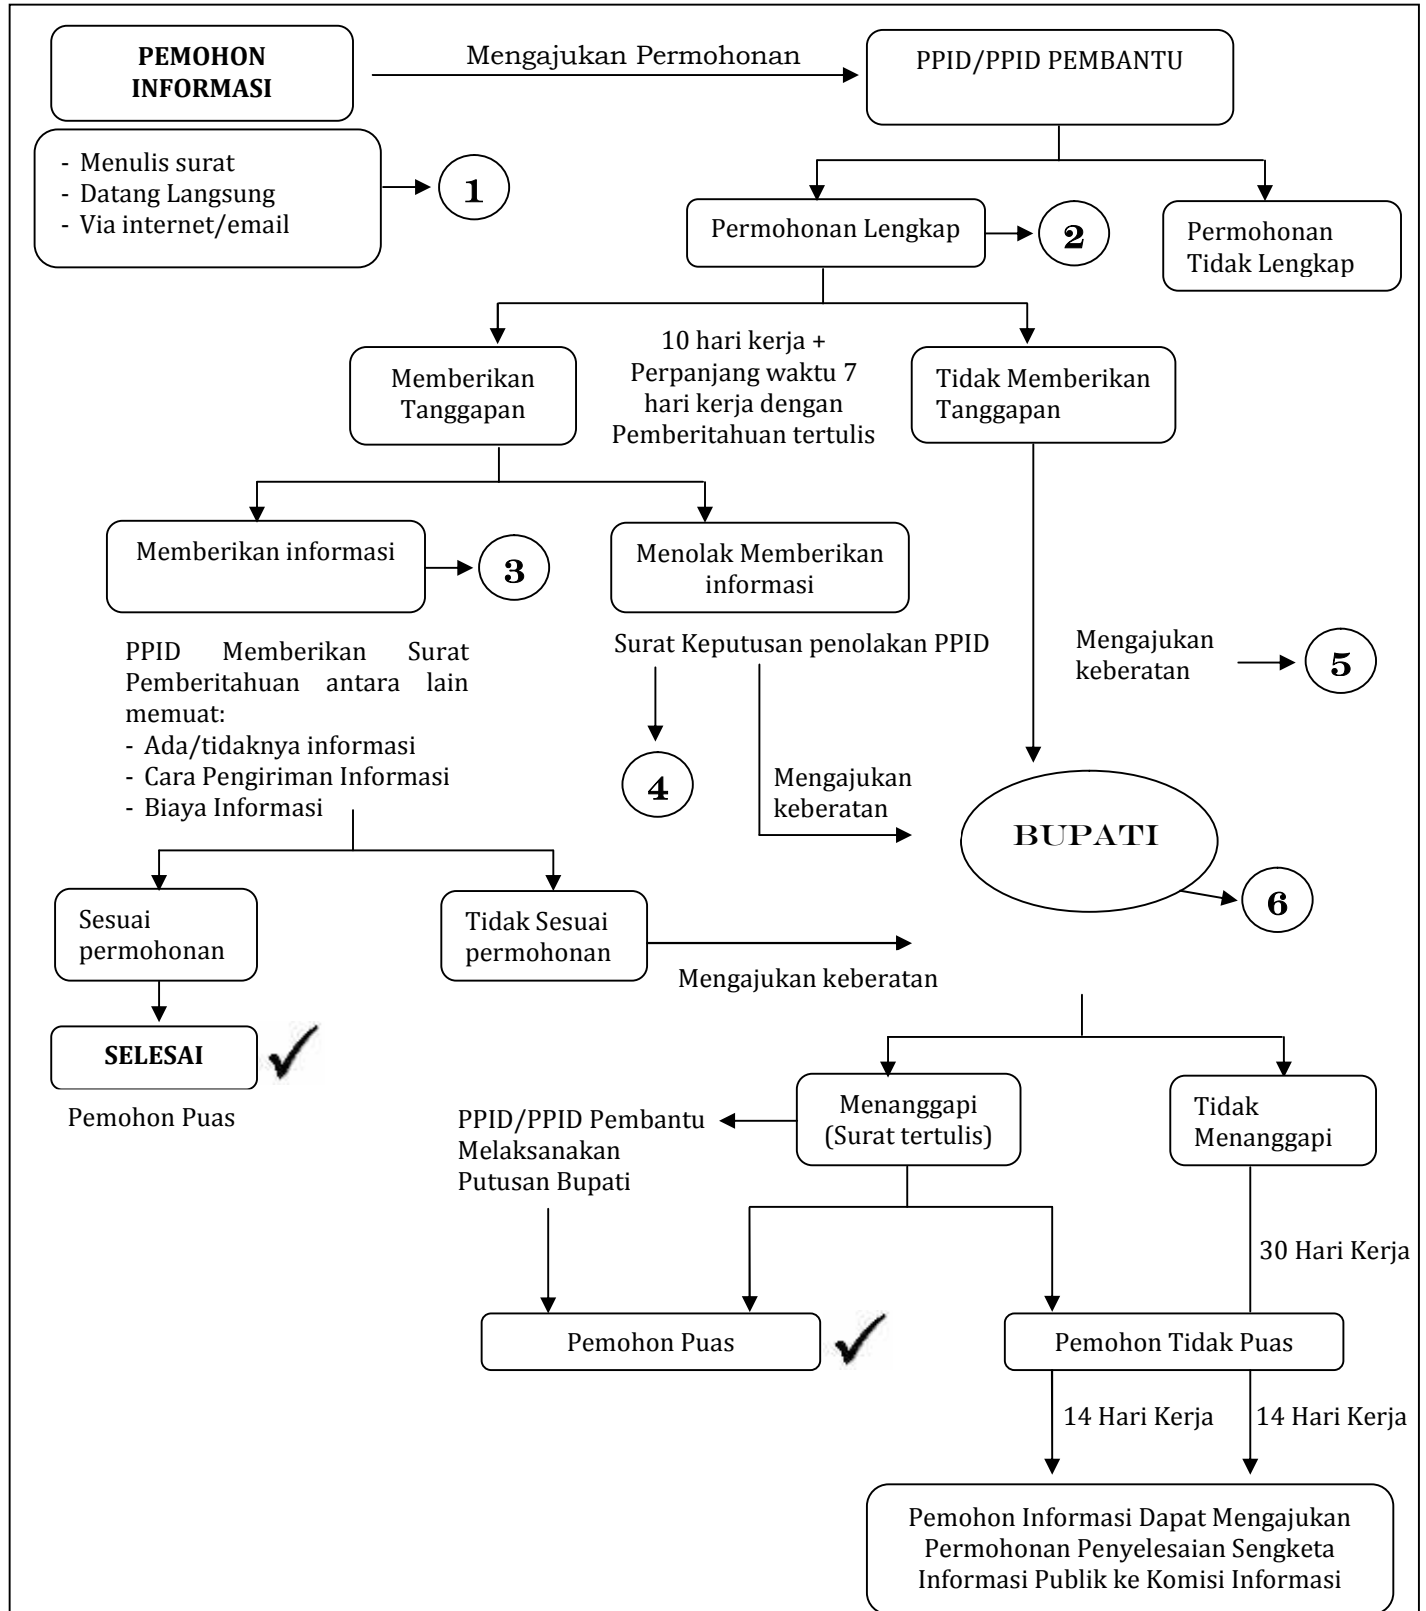 PEMOHON
INFORMASI
Mengajukan Permohonan
PPID/PPID PEMBANTU
- Menulis surat
- Datang Langsung
- Via internet/email
1
Permohonan Lengkap
2
Permohonan
Tidak Lengkap
Memberikan
Tanggapan
10 hari kerja +
Perpanjang waktu 7
hari kerja dengan
Pemberitahuan tertulis
Tidak Memberikan
Tanggapan
Memberikan informasi
3
Menolak Memberikan
informasi
PPID Memberikan Surat
Pemberitahuan antara lain
memuat:
- Ada/tidaknya informasi
- Cara Pengiriman Informasi
- Biaya Informasi
Surat Keputusan penolakan PPID
4
Mengajukan
keberatan
Mengajukan
keberatan
5
BUPATI
6
Sesuai
permohonan
Tidak Sesuai
permohonan
Mengajukan keberatan
SELESAI
Pemohon Puas
PPID/PPID Pembantu
Melaksanakan
Putusan Bupati
Menanggapi
(Surat tertulis)
Tidak
Menanggapi
30 Hari Kerja
Pemohon Puas
Pemohon Tidak Puas
14 Hari Kerja
14 Hari Kerja
Pemohon Informasi Dapat Mengajukan
Permohonan Penyelesaian Sengketa
Informasi Publik ke Komisi Informasi